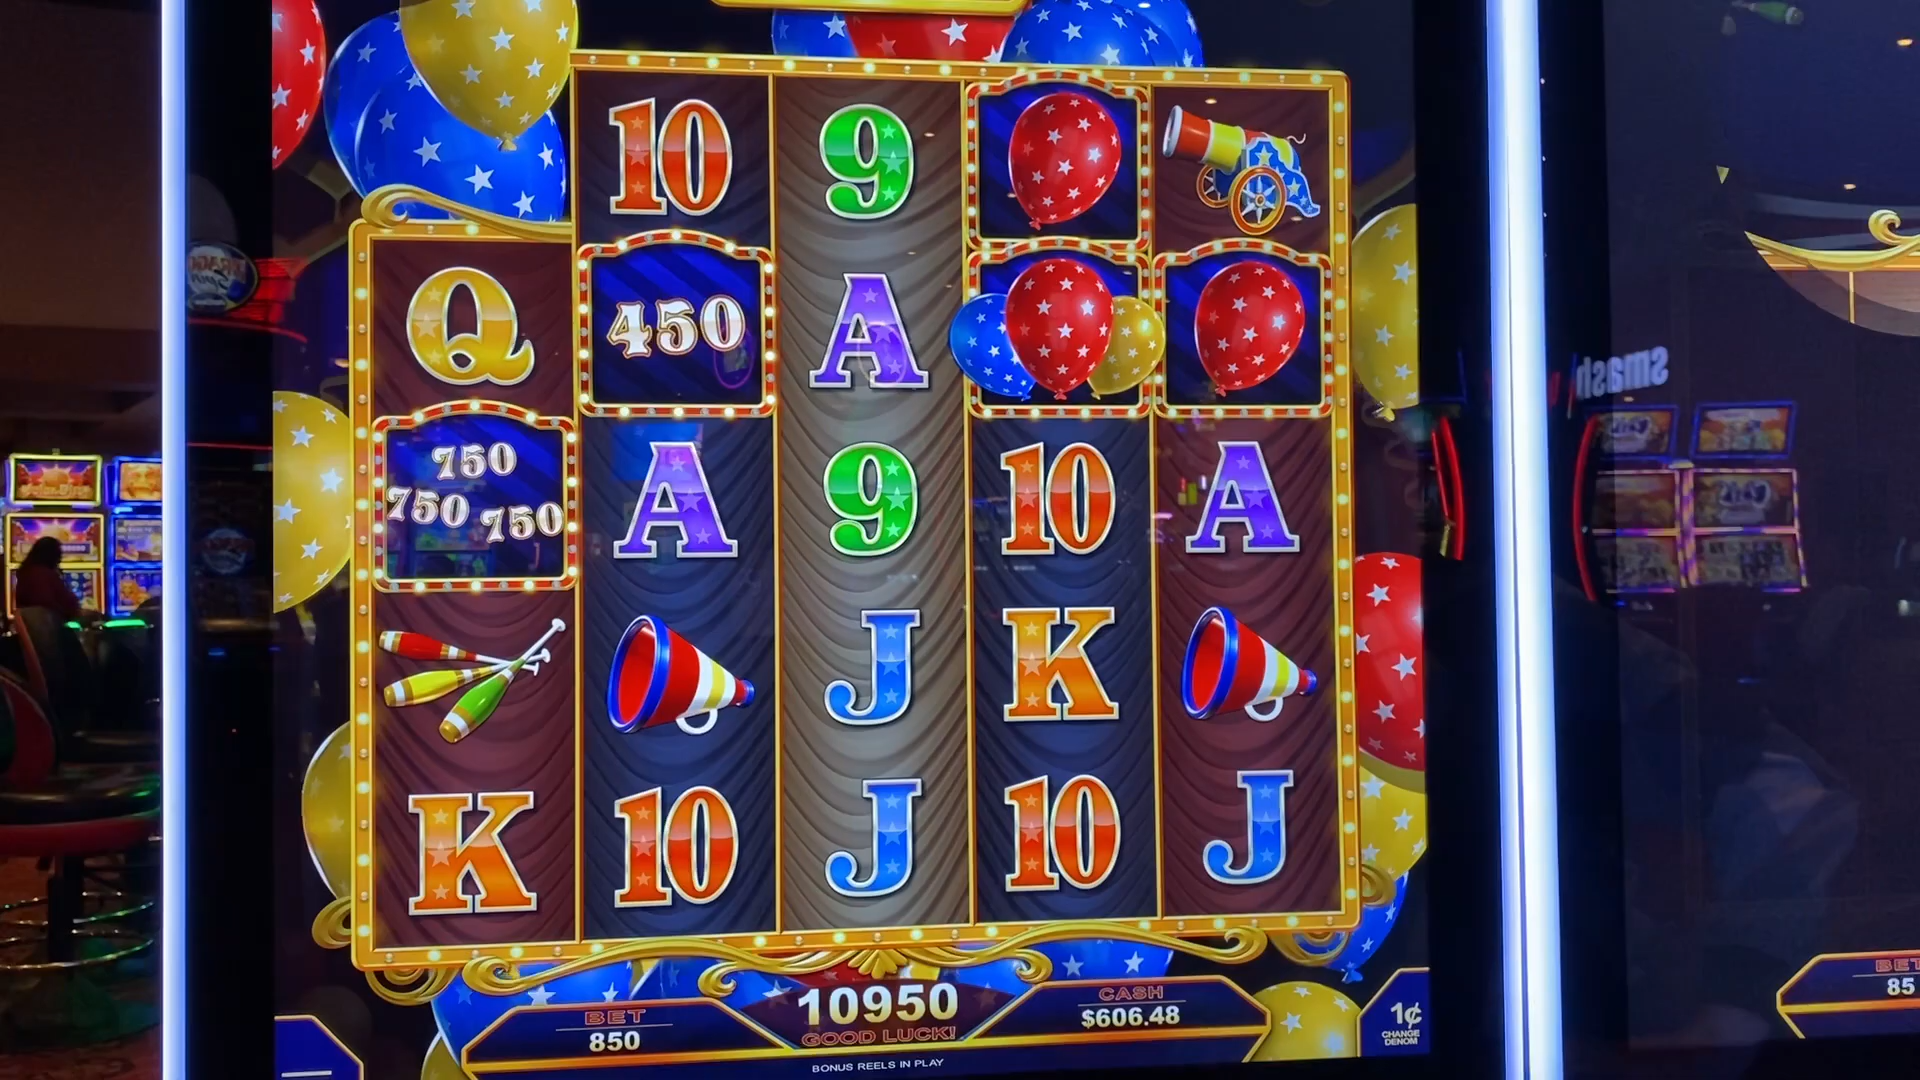 10 9
Q 450 A
750
750 750 A 9 10 A
J K
K 10 J 10 J
BET
850
10950
GOOD LUCK!
CASH
$606.48
1¢
CHANGE
DENOM
BONUS REELS IN PLAY
smash
BET
85